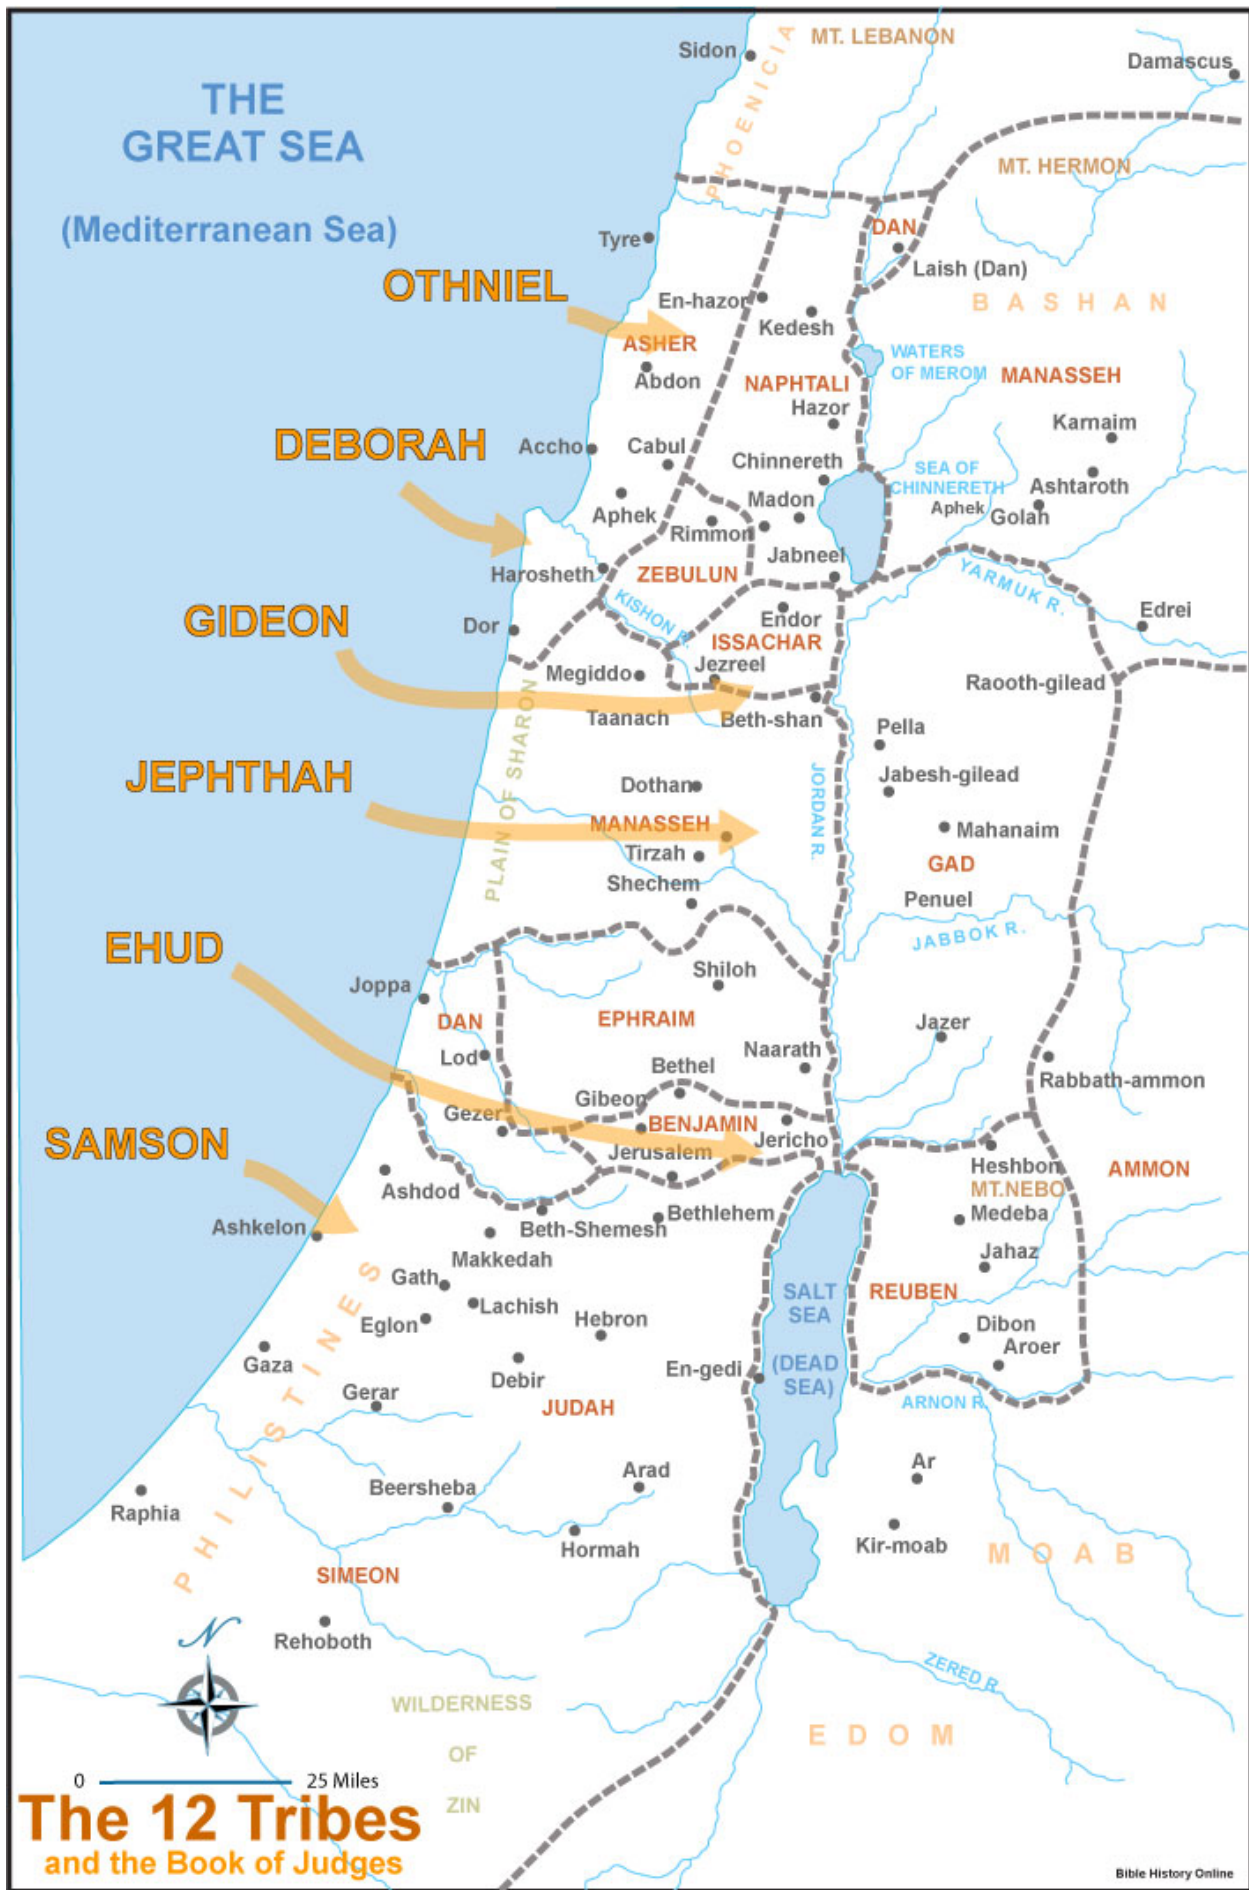 Sidon
PHOENICIA
MT. LEBANON
Damascus
THE
GREAT SEA
(Mediterranean Sea)
MT. HERMON
Tyre
DAN
Laish (Dan)
OTHNIEL
En-hazor
Kedesh
BASHAN
ASHER
Abdon
NAPHTALI
Hazor
WATERS
OF MEROM
MANASSEH
Karnaim
DEBORAH
Accho
Cabul
Chinnereth
SEA OF
CHINNERETH
Ashtaroth
Aphek
Madon
Aphek
Golah
Rimmon
Harosheth
ZEBULUN
Jabneel
YARMUK R.
KISHON R.
Endor
Edrei
GIDEON
Dor
ISSACHAR
Megiddo
Jezreel
Raooth-gilead
Taanach
Beth-shan
Pella
PLAIN OF SHARON
JEPHTHAH
Dothan
JORDAN R.
Jabesh-gilead
MANASSEH
Mahanaim
Tirzah
GAD
Shechem
Penuel
JABBOK R.
EHUD
Joppa
Shiloh
DAN
EPHRAIM
Jazer
Lod
Bethel
Naarath
Rabbath-ammon
Gibeon
Gezer
BENJAMIN
Jericho
SAMSON
Jerusalem
Heshbon
AMMON
MT.NEBO
Ashdod
Medeba
Ashkelon
Beth-Shemesh
Bethlehem
Makkedah
Jahaz
Gath
Lachish
SALT
SEA
REUBEN
Eglon
Hebron
Dibon
Gaza
Debir
En-gedi
(DEAD
SEA)
Aroer
Gerar
JUDAH
ARNON R.
PHILISTINES
Beersheba
Arad
Ar
Raphia
Hormah
Kir-moab
MOAB
SIMEON
N
Rehoboth
ZERED R.
WILDERNESS
OF
ZIN
EDOM
0 25 Miles
The 12 Tribes
and the Book of Judges
Bible History Online